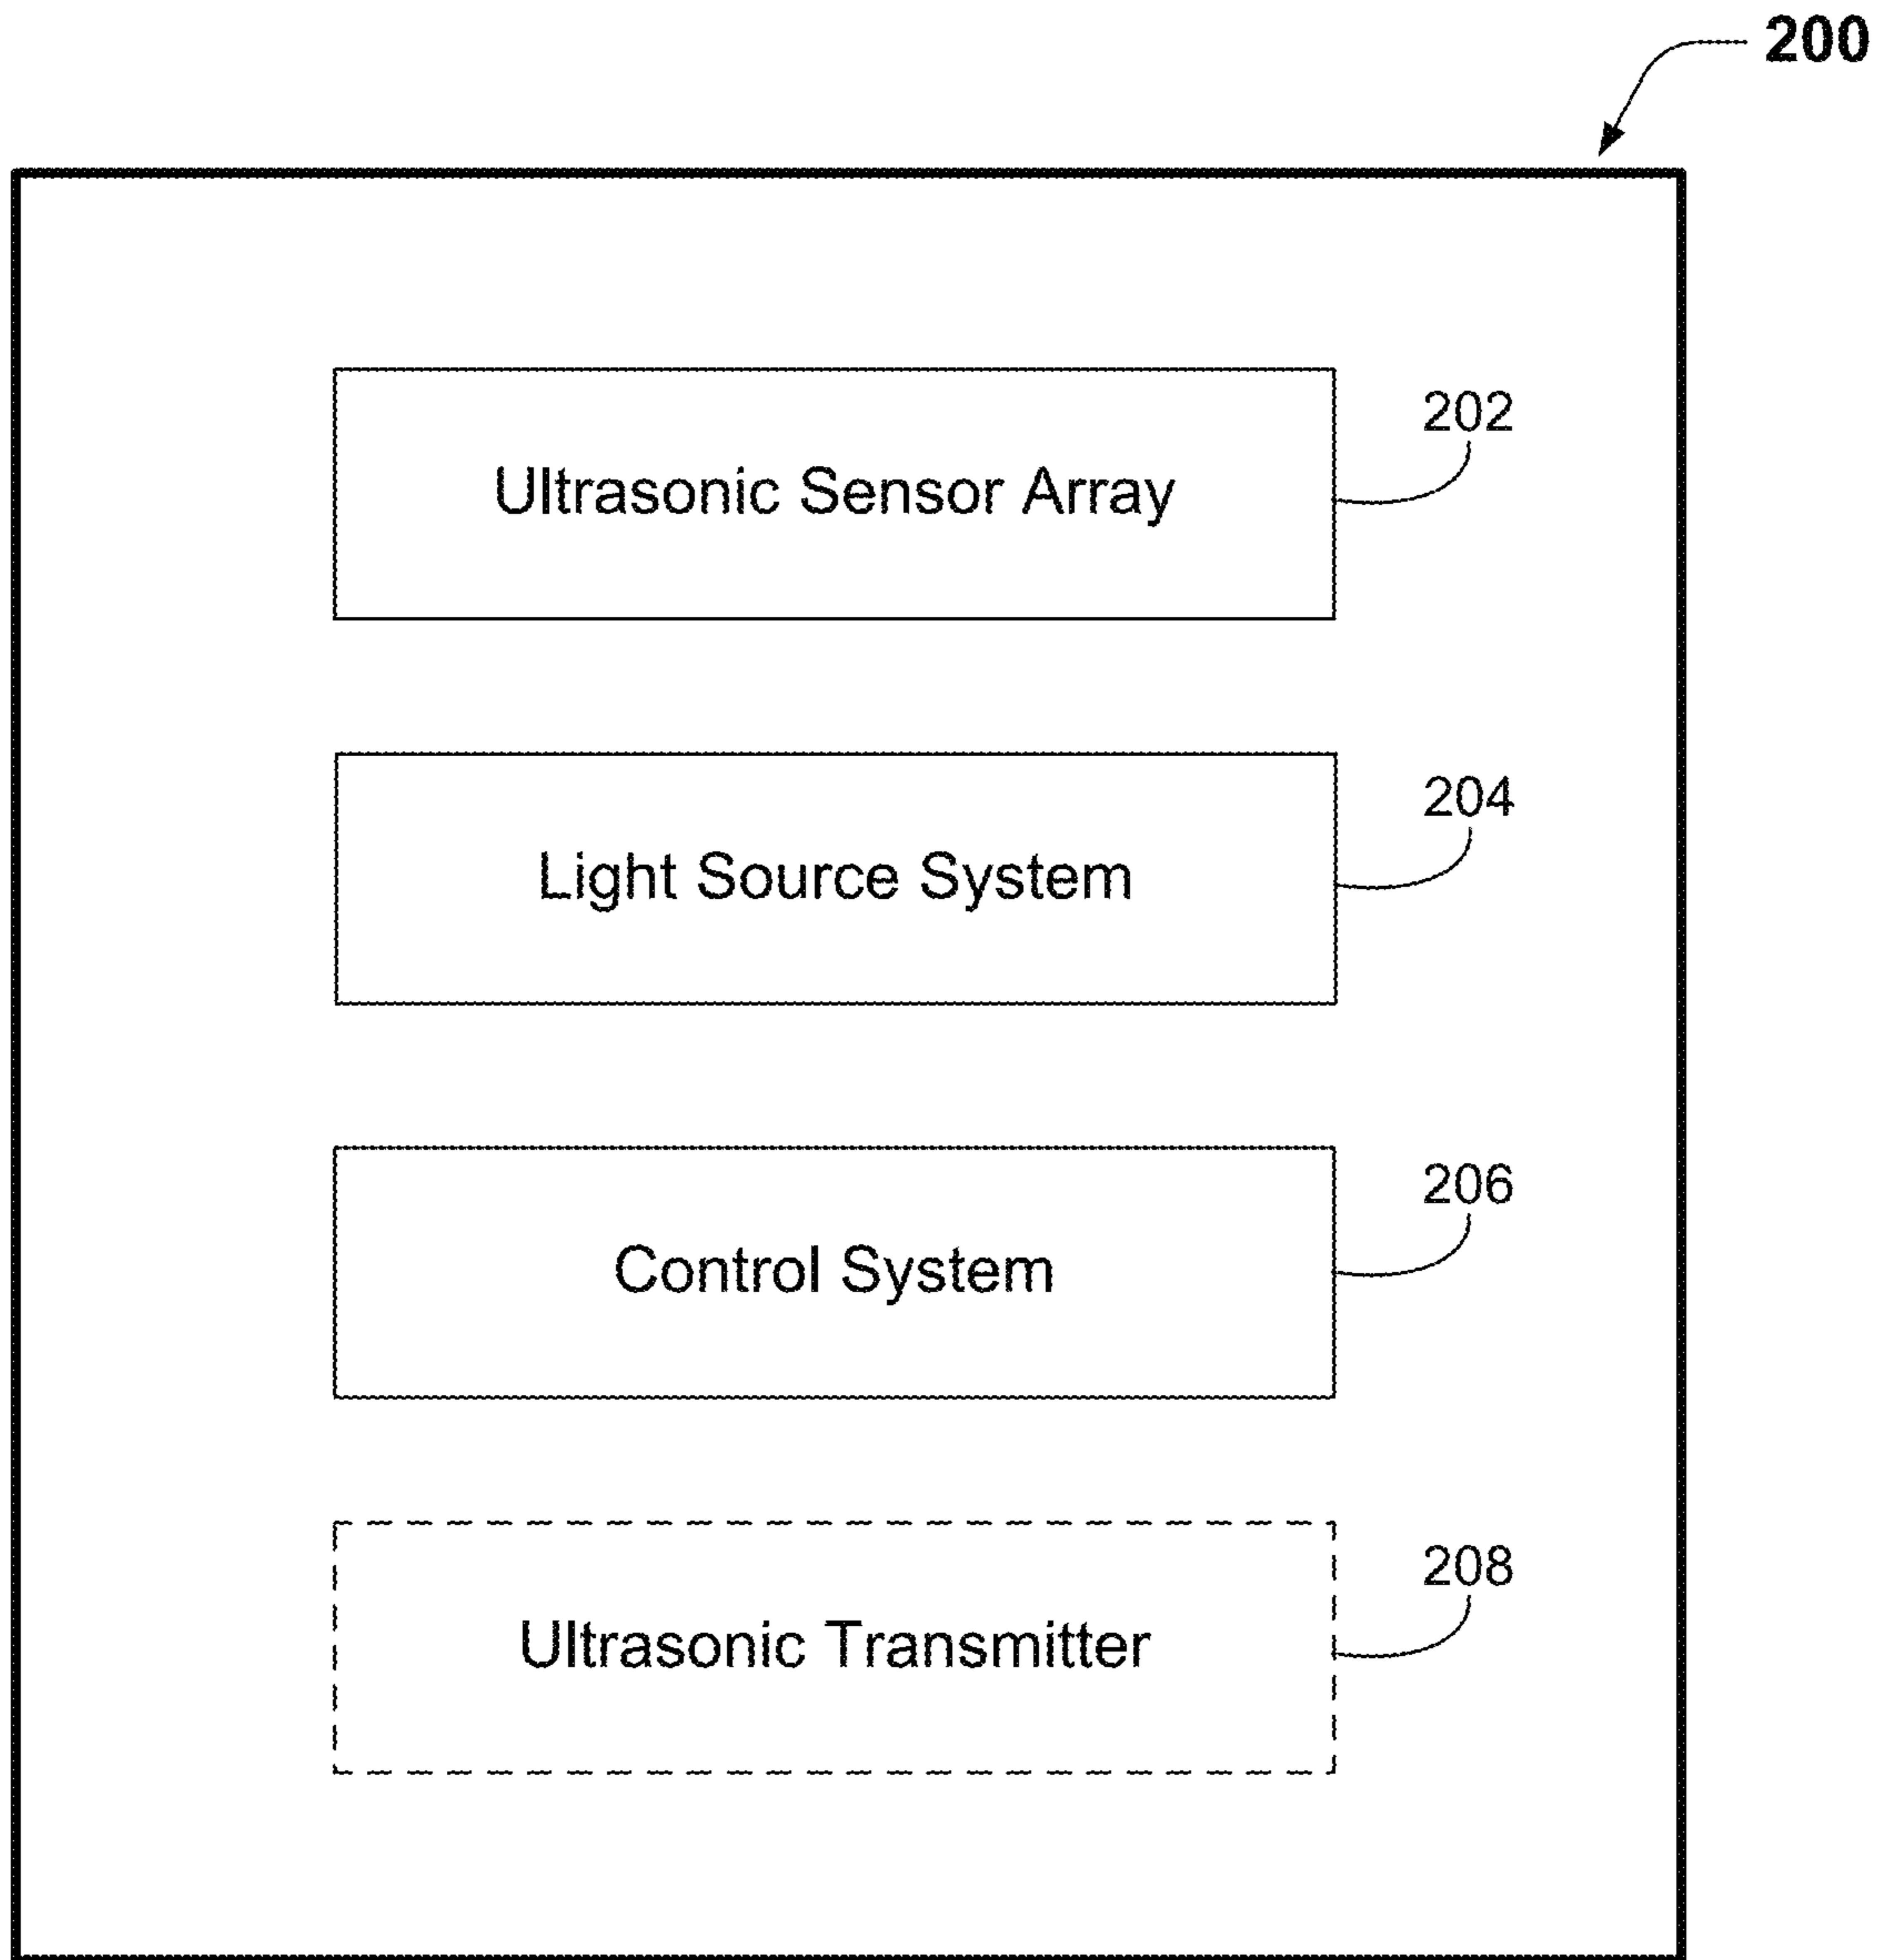 200
Ultrasonic Sensor Array
202
Light Source System
204
Control System
206
Ultrasonic Transmitter
208